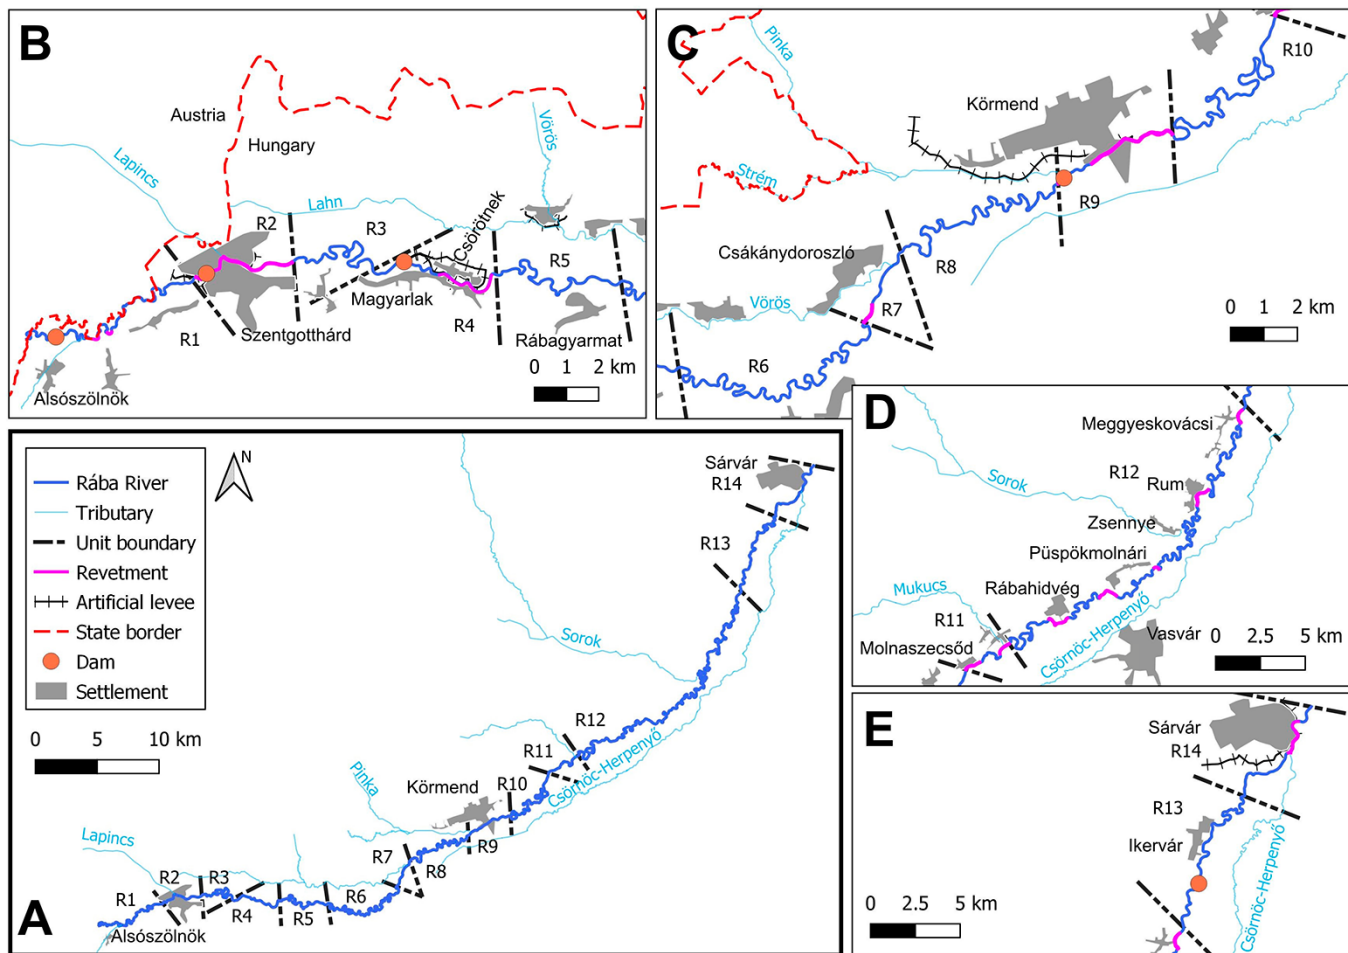 B
Austria
Hungary
Lapincs
Lahn
Vörös
R2
R3
Csörötnek
R5
Magyarlak
R1
Szentgotthárd
R4
Rábagyarmat
Alsószölnök
0 1 2 km
C
Pinka
R10
Körmend
Strém
R9
Csákánydoroszló
R8
Vörös
R7
R6
0 1 2 km
D
Meggyeskovácsi
R12
Rum
Sorok
Zsennye
Püspökmolnári
Mukucs
Rábahidvég
R11
Molnaszecsőd
Vasvár
Csörnöc-Herpenyő
0 2.5 5 km
Rába River
Tributary
Unit boundary
Revetment
Artificial levee
State border
Dam
Settlement
0 5 10 km
N
Sárvár
R14
R13
Sorok
R12
R11
Csörnöc-Herpenyő
Pinka
Körmend
R10
R9
Lapincs
R7
R8
R2
R3
R1
R4
R5
R6
Alsószölnök
A
E
Sárvár
R14
R13
Ikervár
Csörnöc-Herpenyő
0 2.5 5 km